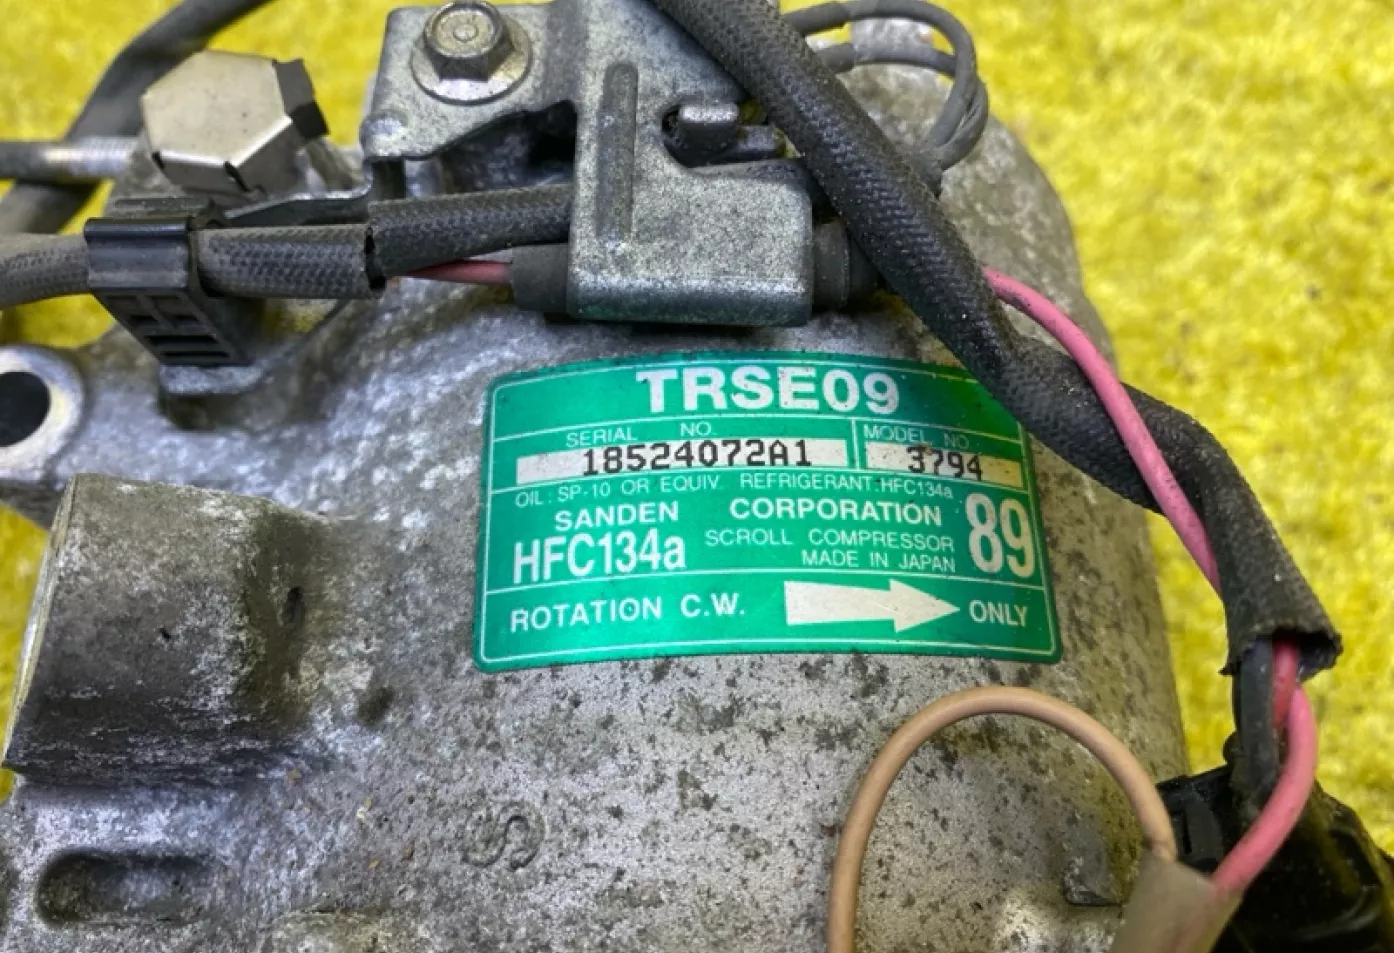 TRSE09
SERIAL NO. MODEL NO.
18524072A1 3794
OIL: SP-10 OR EQUIV. REFRIGERANT:HFC134a
SANDEN CORPORATION 89
HFC134a SCROLL COMPRESSOR
MADE IN JAPAN
ROTATION C.W. ONLY